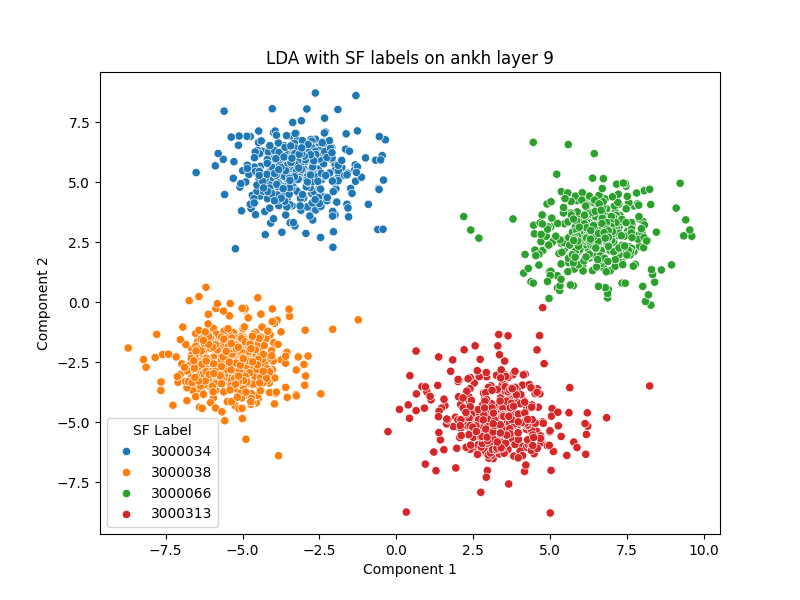 LDA with SF labels on ankh layer 9
Component 2
7.5
5.0
2.5
0.0
−2.5
−5.0
−7.5
SF Label
3000034
3000038
3000066
3000313
−7.5 −5.0 −2.5 0.0 2.5 5.0 7.5 10.0
Component 1